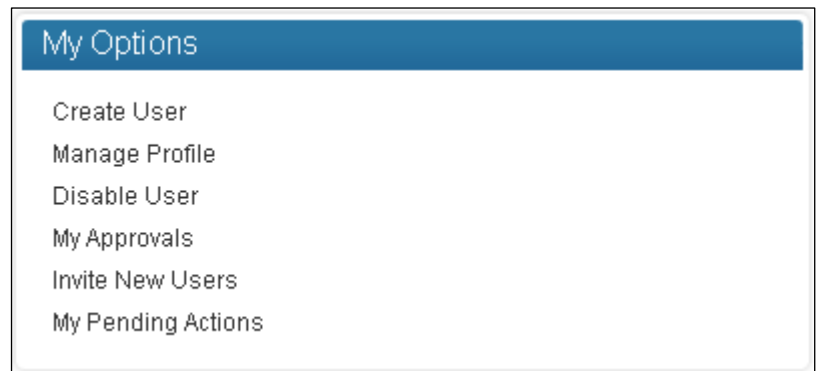 My Options
Create User
Manage Profile
Disable User
My Approvals
Invite New Users
My Pending Actions